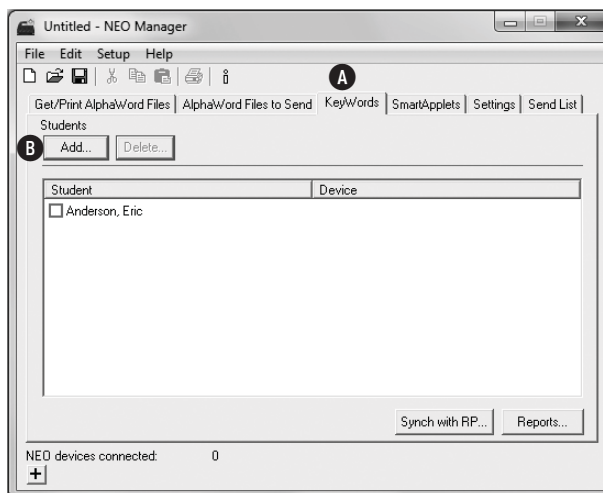 Untitled - NEO Manager
File Edit Setup Help
A
Get/Print AlphaWord Files AlphaWord Files to Send KeyWords SmartApplets Settings Send List
Students
B Add... Delete...
Student Device
Anderson, Eric
Synch with RP... Reports...
NEO devices connected: 0
+